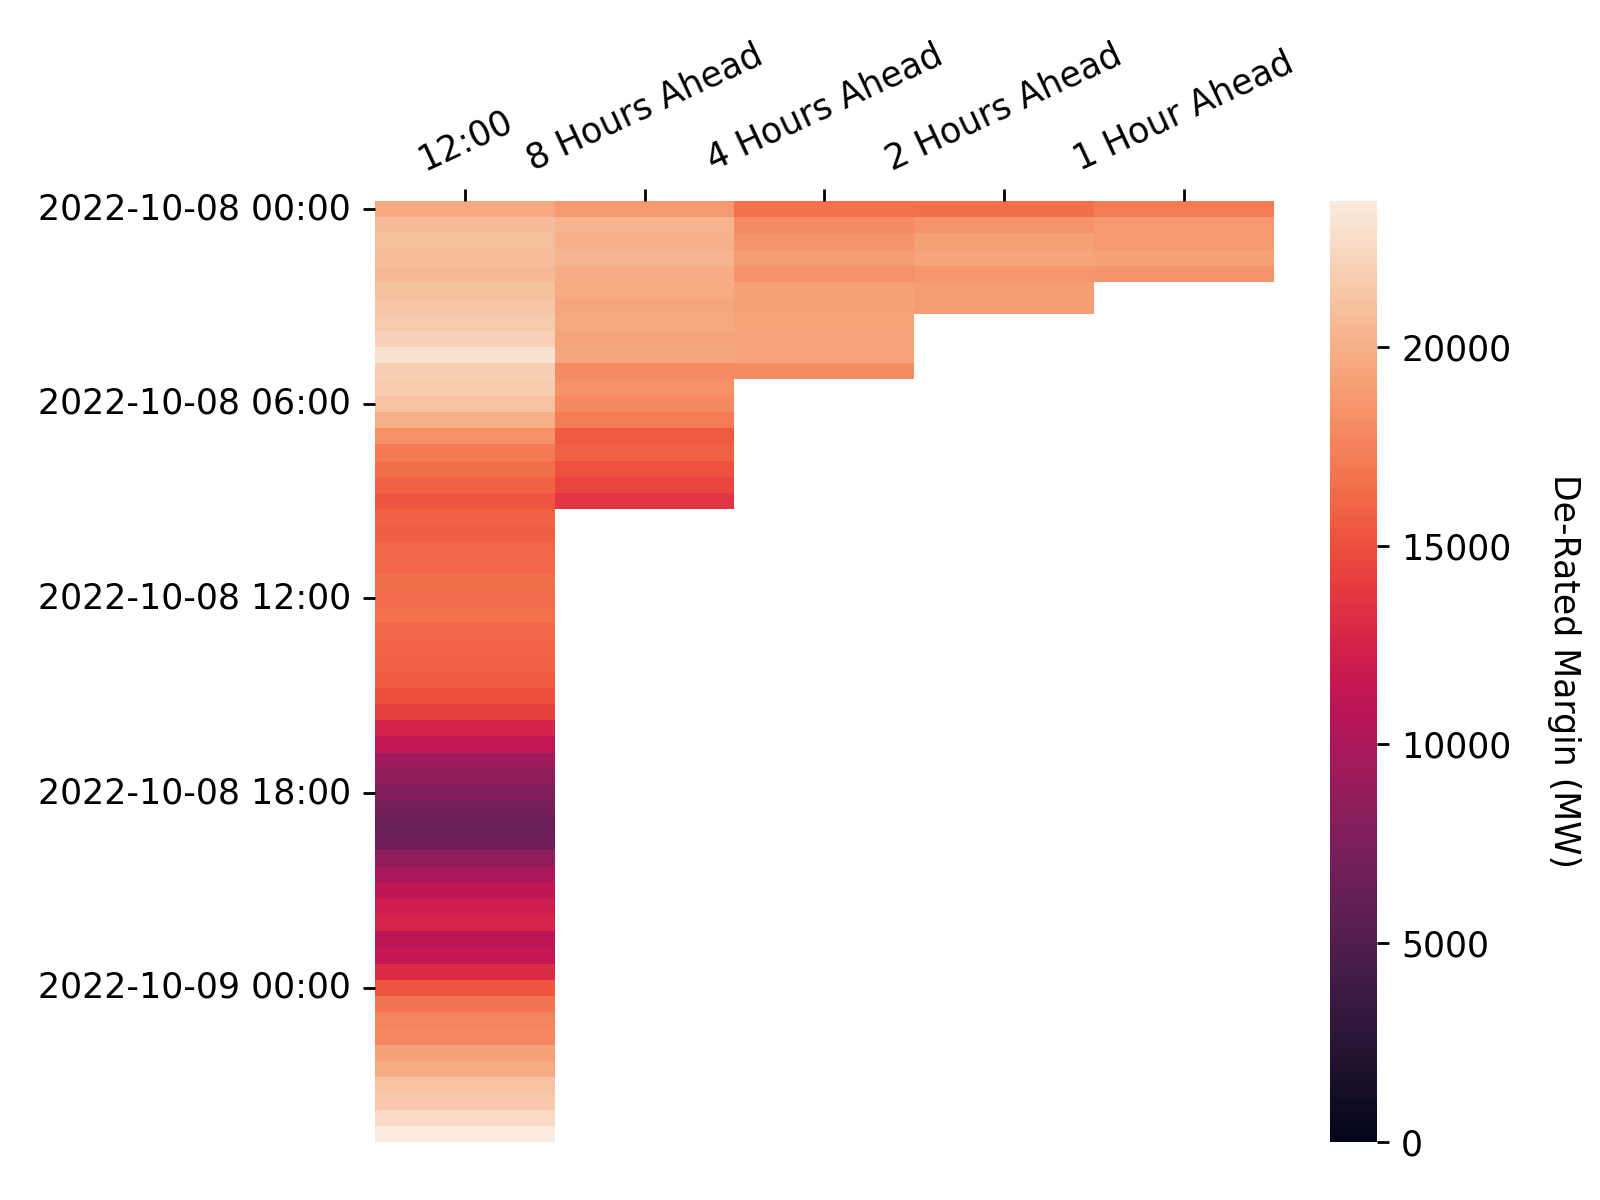 12:00
8 Hours Ahead
4 Hours Ahead
2 Hours Ahead
1 Hour Ahead
2022-10-08 00:00
2022-10-08 06:00
2022-10-08 12:00
2022-10-08 18:00
2022-10-09 00:00
20000
15000
10000
5000
0
De-Rated Margin (MW)